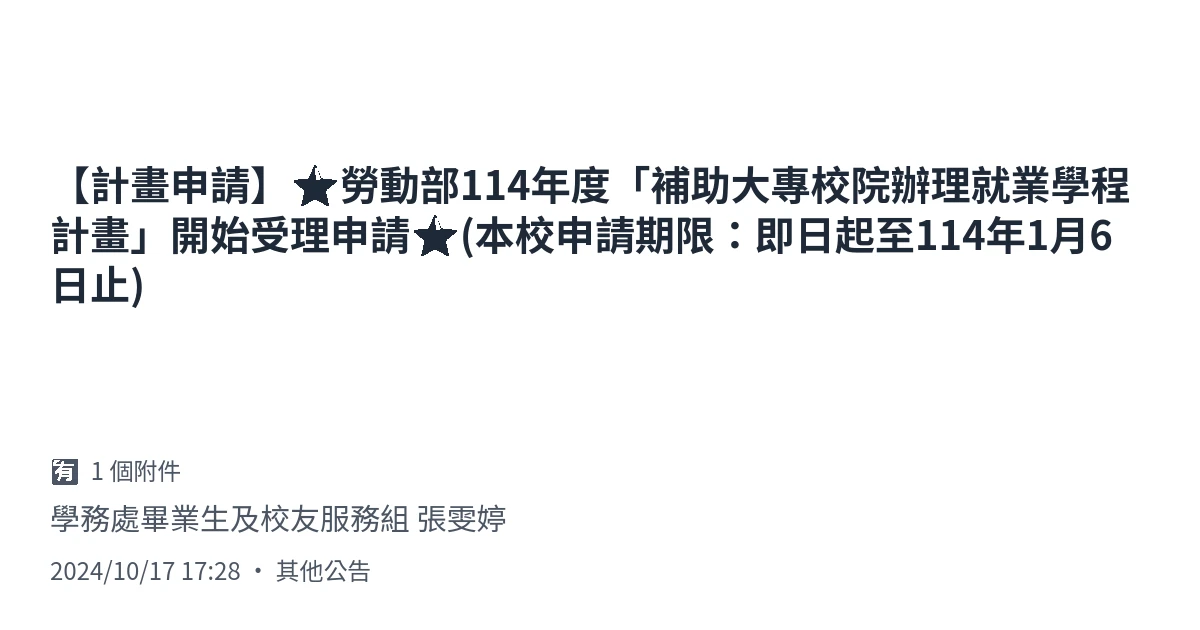 【計畫申請】★勞動部114年度「補助大專校院辦理就業學程
計畫」開始受理申請★(本校申請期限：即日起至114年1月6
日止)
🈶 1 個附件
學務處畢業生及校友服務組 張雯婷
2024/10/17 17:28 ・ 其他公告